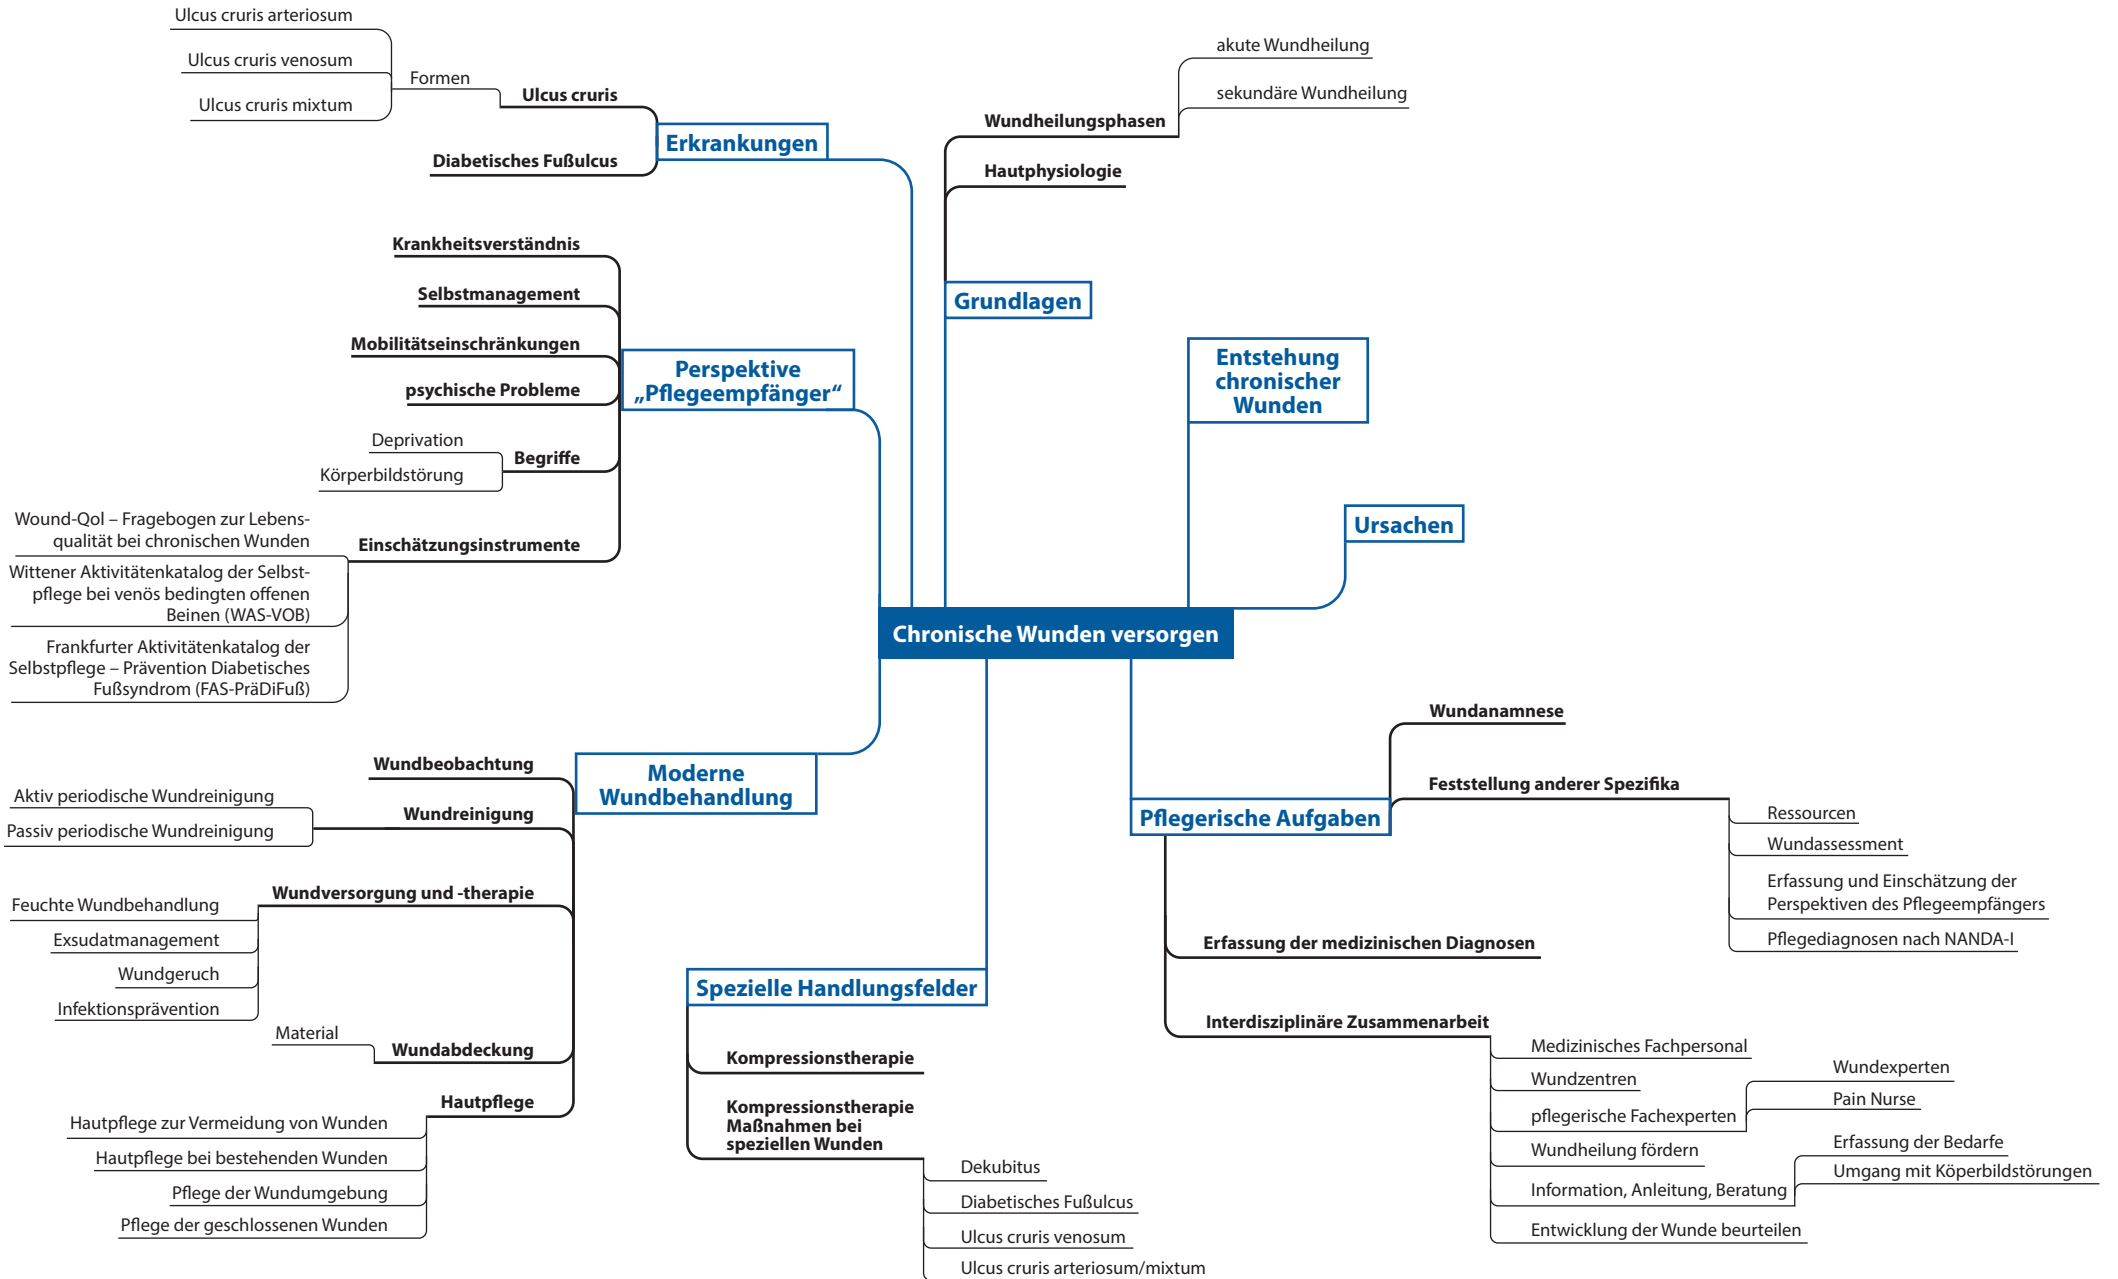 Ulcus cruris arteriosum
Ulcus cruris venosum
Ulcus cruris mixtum
Formen
Ulcus cruris
Diabetisches Fußulcus
Erkrankungen
akute Wundheilung
sekundäre Wundheilung
Wundheilungsphasen
Hautphysiologie
Grundlagen
Krankheitsverständnis
Selbstmanagement
Mobilitätseinschränkungen
psychische Probleme
Deprivation
Körperbildstörung
Begriffe
Wound-Qol – Fragebogen zur Lebens-
qualität bei chronischen Wunden
Wittener Aktivitätenkatalog der Selbst-
pflege bei venös bedingten offenen
Beinen (WAS-VOB)
Frankfurter Aktivitätenkatalog der
Selbstpflege – Prävention Diabetisches
Fußsyndrom (FAS-PräDiFuß)
Einschätzungsinstrumente
Perspektive
„Pflegeempfänger“
Entstehung
chronischer
Wunden
Ursachen
Chronische Wunden versorgen
Wundbeobachtung
Aktiv periodische Wundreinigung
Passiv periodische Wundreinigung
Wundreinigung
Wundversorgung und -therapie
Feuchte Wundbehandlung
Exsudatmanagement
Wundgeruch
Infektionsprävention
Material
Wundabdeckung
Hautpflege
Hautpflege zur Vermeidung von Wunden
Hautpflege bei bestehenden Wunden
Pflege der Wundumgebung
Pflege der geschlossenen Wunden
Moderne
Wundbehandlung
Spezielle Handlungsfelder
Kompressionstherapie
Kompressionstherapie
Maßnahmen bei
speziellen Wunden
Dekubitus
Diabetisches Fußulcus
Ulcus cruris venosum
Ulcus cruris arteriosum/mixtum
Pflegerische Aufgaben
Wundanamnese
Feststellung anderer Spezifika
Ressourcen
Wundassessment
Erfassung und Einschätzung der
Perspektiven des Pflegeempfängers
Pflegediagnosen nach NANDA-I
Erfassung der medizinischen Diagnosen
Interdisziplinäre Zusammenarbeit
Medizinisches Fachpersonal
Wundzentren
pflegerische Fachexperten
Wundexperten
Pain Nurse
Wundheilung fördern
Information, Anleitung, Beratung
Erfassung der Bedarfe
Umgang mit Köperbildstörungen
Entwicklung der Wunde beurteilen